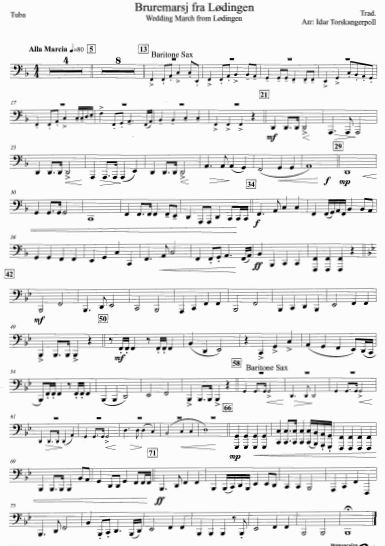 Bruremarsj fra Lødingen
Wedding March from Lødingen
Tuba
Trad.
Arr: Idar Torskangerpoll
Alla Marcia ♩=80
5
13
Baritone Sax
4
8
f
17
21
mf
23
29
f mp
30
34
f
36
ff
42
mf
49
50
mf
54
58
Baritone Sax
61
66
mp
71
ff
75